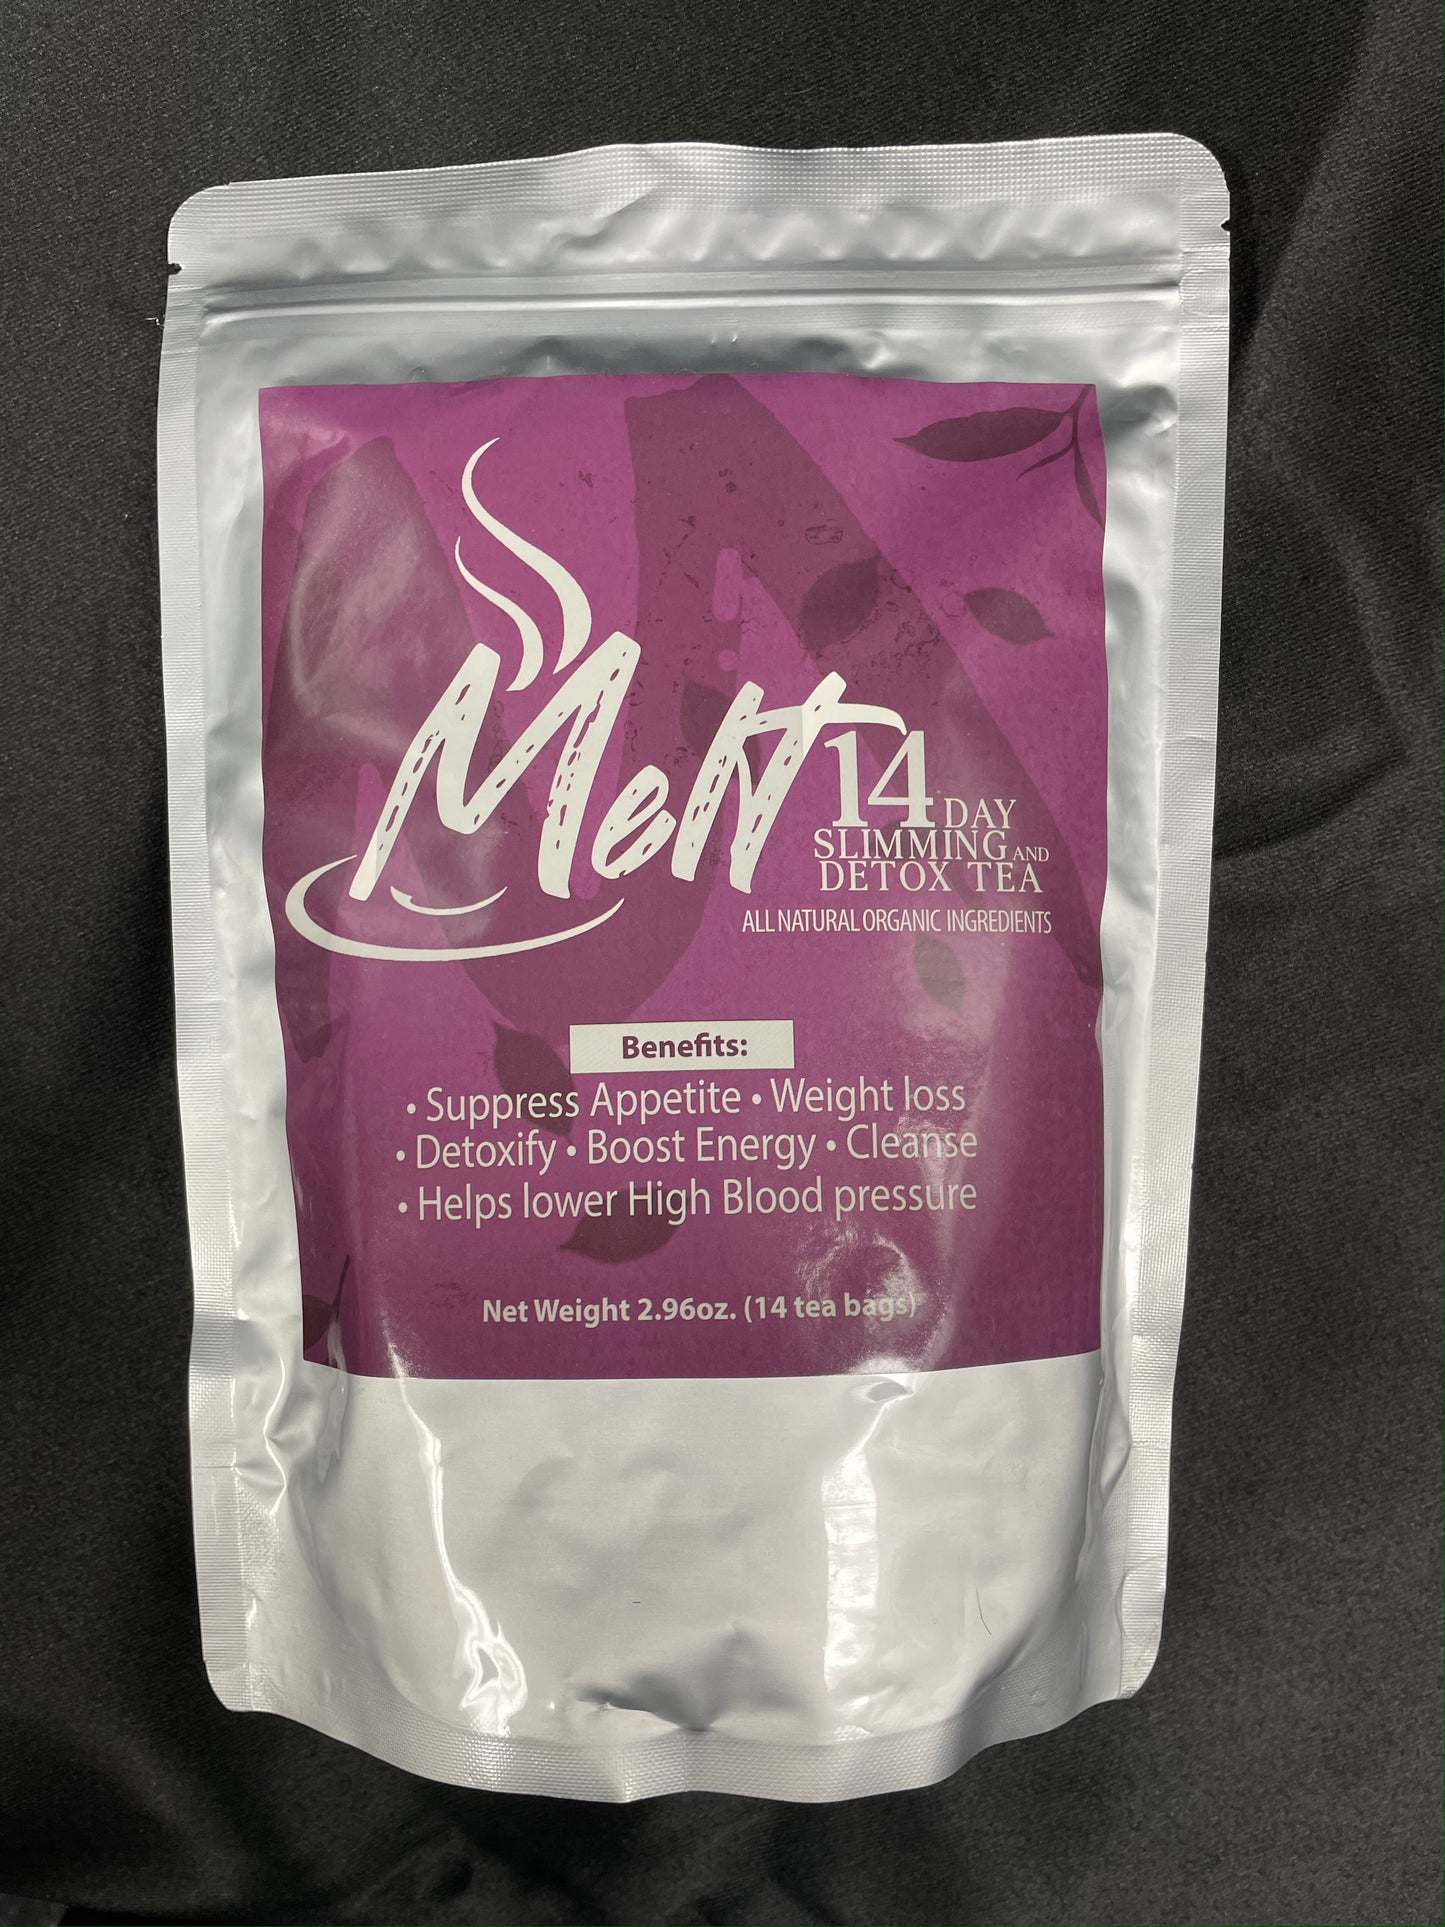 Melt 14 DAY
SLIMMING AND
DETOX TEA
ALL NATURAL ORGANIC INGREDIENTS
Benefits:
• Suppress Appetite • Weight loss
• Detoxify • Boost Energy • Cleanse
• Helps lower High Blood pressure
Net Weight 2.96oz. (14 tea bags)